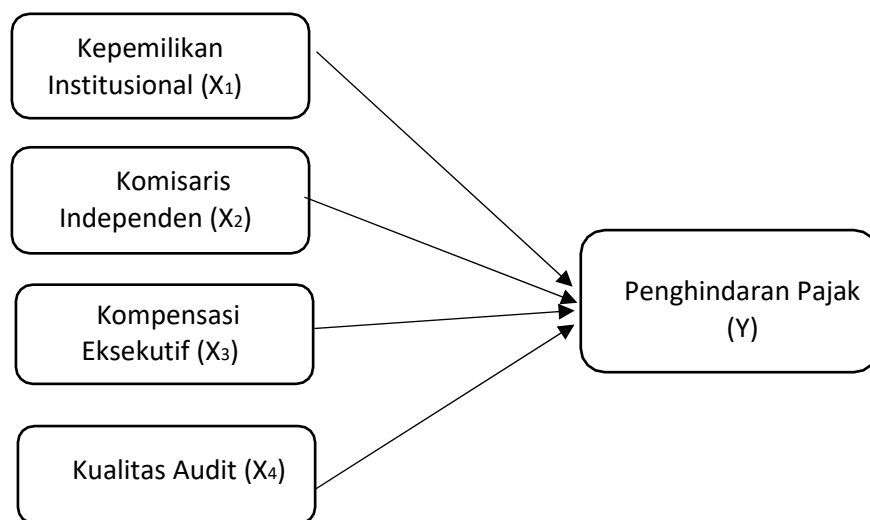 Kepemilikan
Institusional (X₁)
Komisaris
Independen (X₂)
Kompensasi
Eksekutif (X₃)
Kualitas Audit (X₄)
Penghindaran Pajak
(Y)